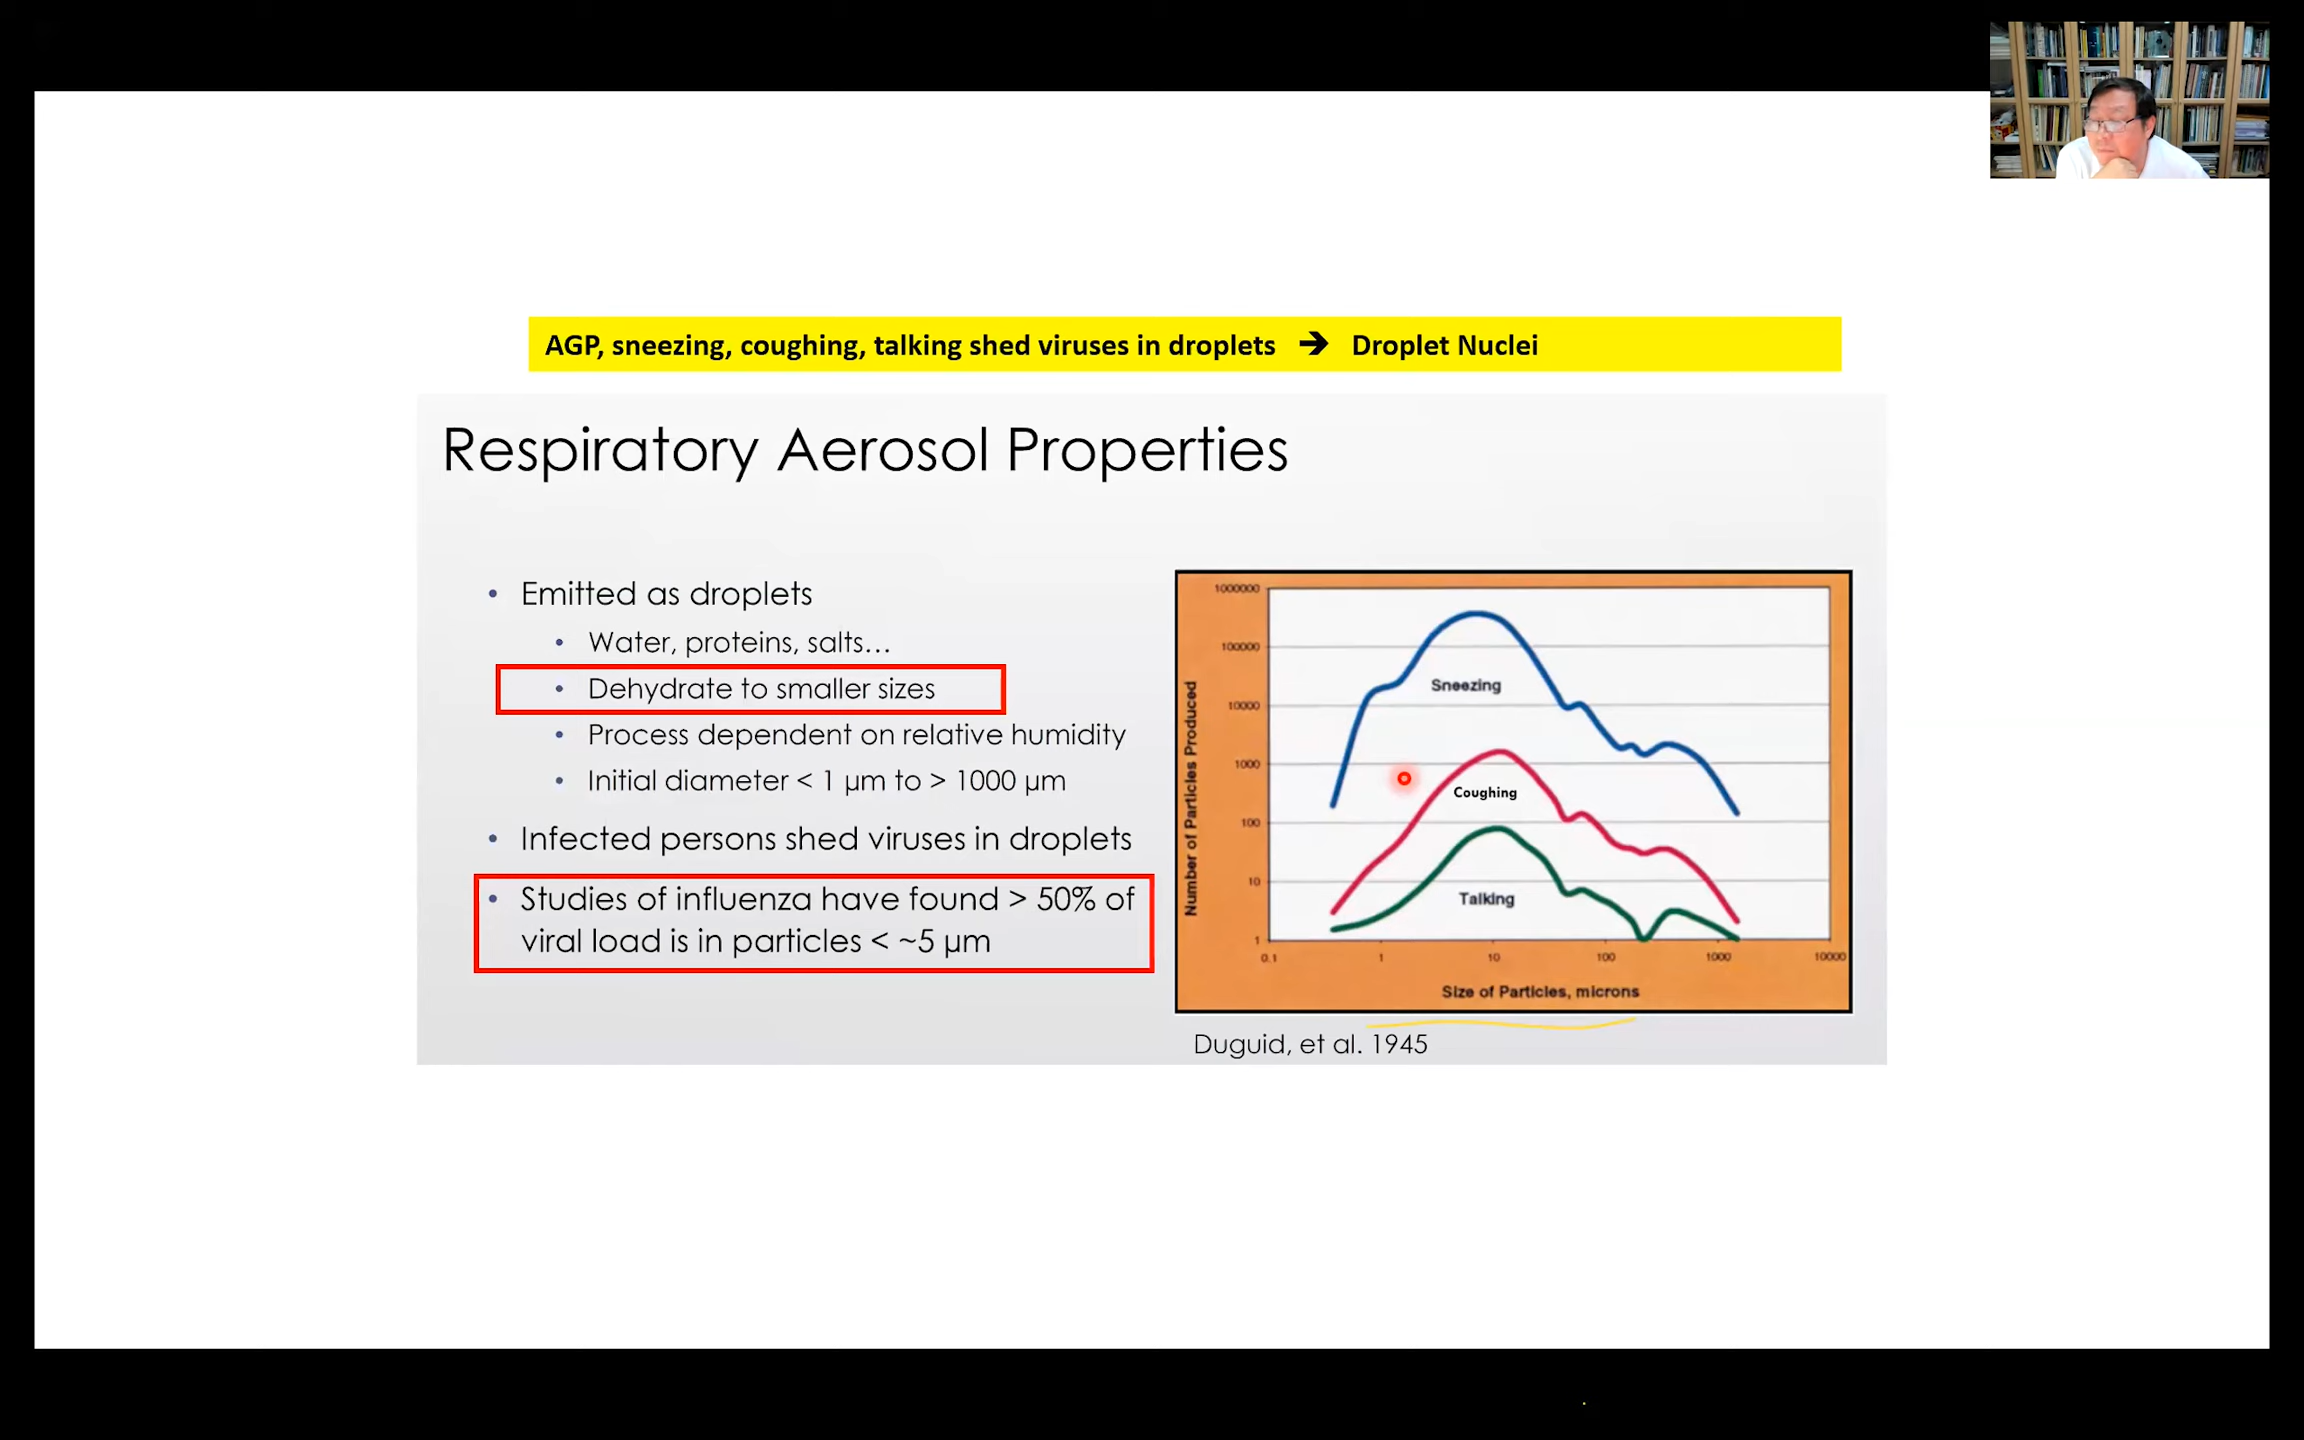 AGP, sneezing, coughing, talking shed viruses in droplets ➔ Droplet Nuclei
Respiratory Aerosol Properties
• Emitted as droplets
• Water, proteins, salts…
• Dehydrate to smaller sizes
• Process dependent on relative humidity
• Initial diameter < 1 µm to > 1000 µm
• Infected persons shed viruses in droplets
• Studies of influenza have found > 50% of
viral load is in particles < ~5 µm
Number of Particles Produced
1000000
100000
10000
1000
100
10
1
Sneezing
Coughing
Talking
0.1 1 10 100 1000 10000
Size of Particles, microns
Duguid, et al. 1945